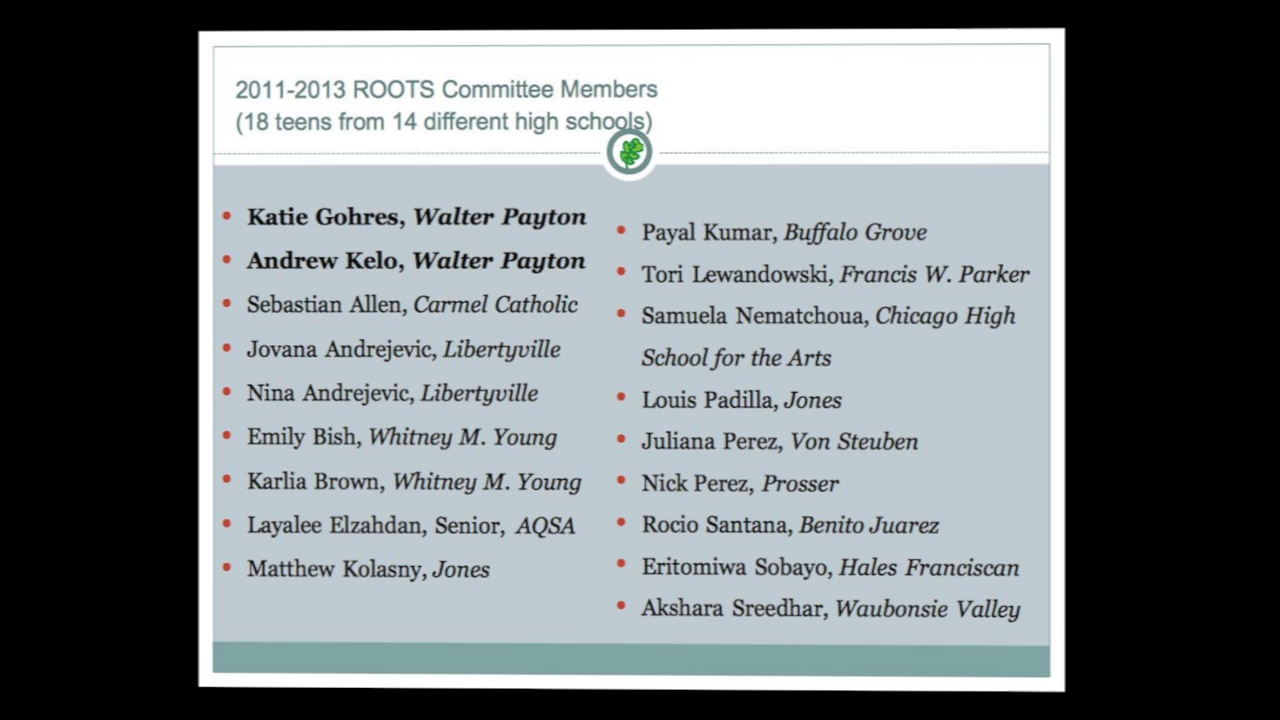 2011-2013 ROOTS Committee Members
(18 teens from 14 different high schools)
• Katie Gohres, Walter Payton
• Andrew Kelo, Walter Payton
• Sebastian Allen, Carmel Catholic
• Jovana Andrejevic, Libertyville
• Nina Andrejevic, Libertyville
• Emily Bish, Whitney M. Young
• Karlia Brown, Whitney M. Young
• Layalee Elzahdan, Senior, AQSA
• Matthew Kolasny, Jones
• Payal Kumar, Buffalo Grove
• Tori Lewandowski, Francis W. Parker
• Samuela Nematchoua, Chicago High
School for the Arts
• Louis Padilla, Jones
• Juliana Perez, Von Steuben
• Nick Perez, Prosser
• Rocio Santana, Benito Juarez
• Eritomiwa Sobayo, Hales Franciscan
• Akshara Sreedhar, Waubonsie Valley